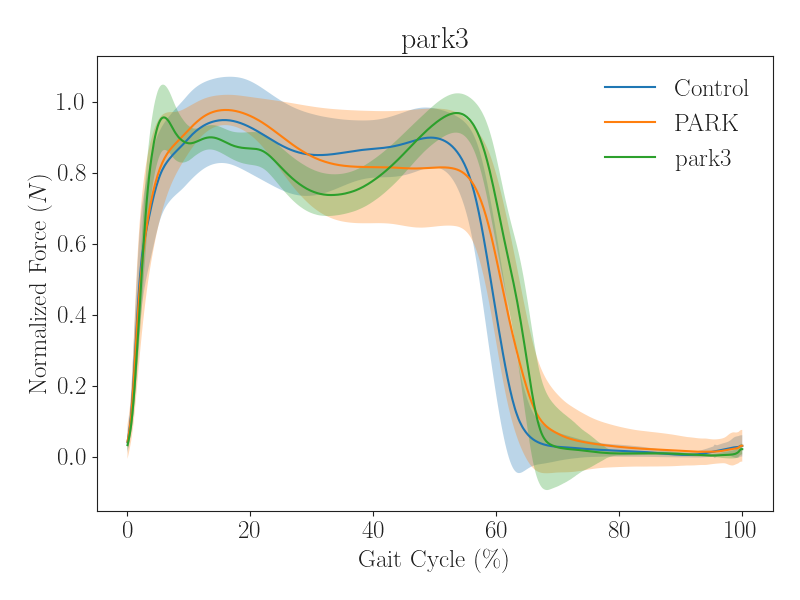 park3
Control
PARK
park3
Normalized Force (N)
1.0
0.8
0.6
0.4
0.2
0.0
0 20 40 60 80 100
Gait Cycle (%)